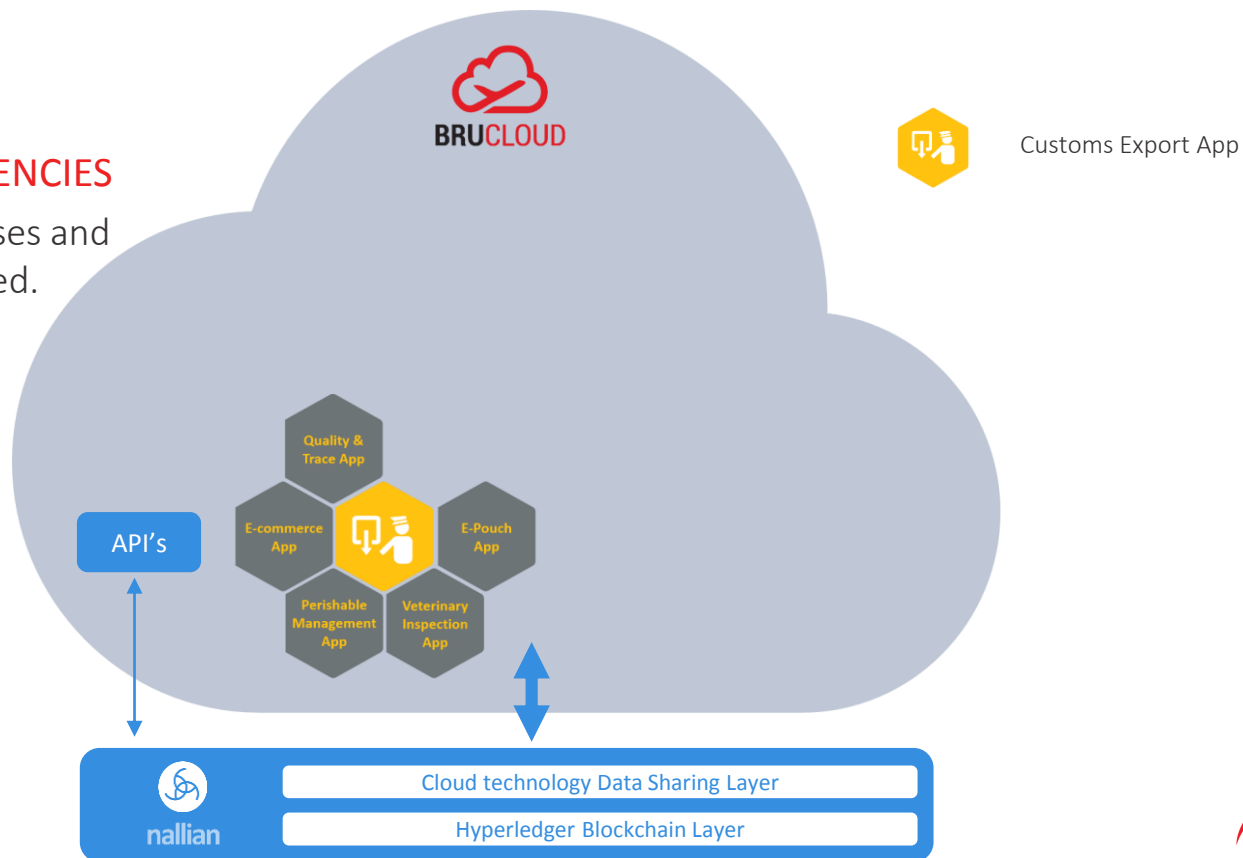 BRUCLOUD
Customs Export App
ENCIES
ses and
ed.
Quality &
Trace App
E-commerce
App
E-Pouch
App
Perishable
Management
App
Veterinary
Inspection
App
API's
Cloud technology Data Sharing Layer
Hyperledger Blockchain Layer
nallian